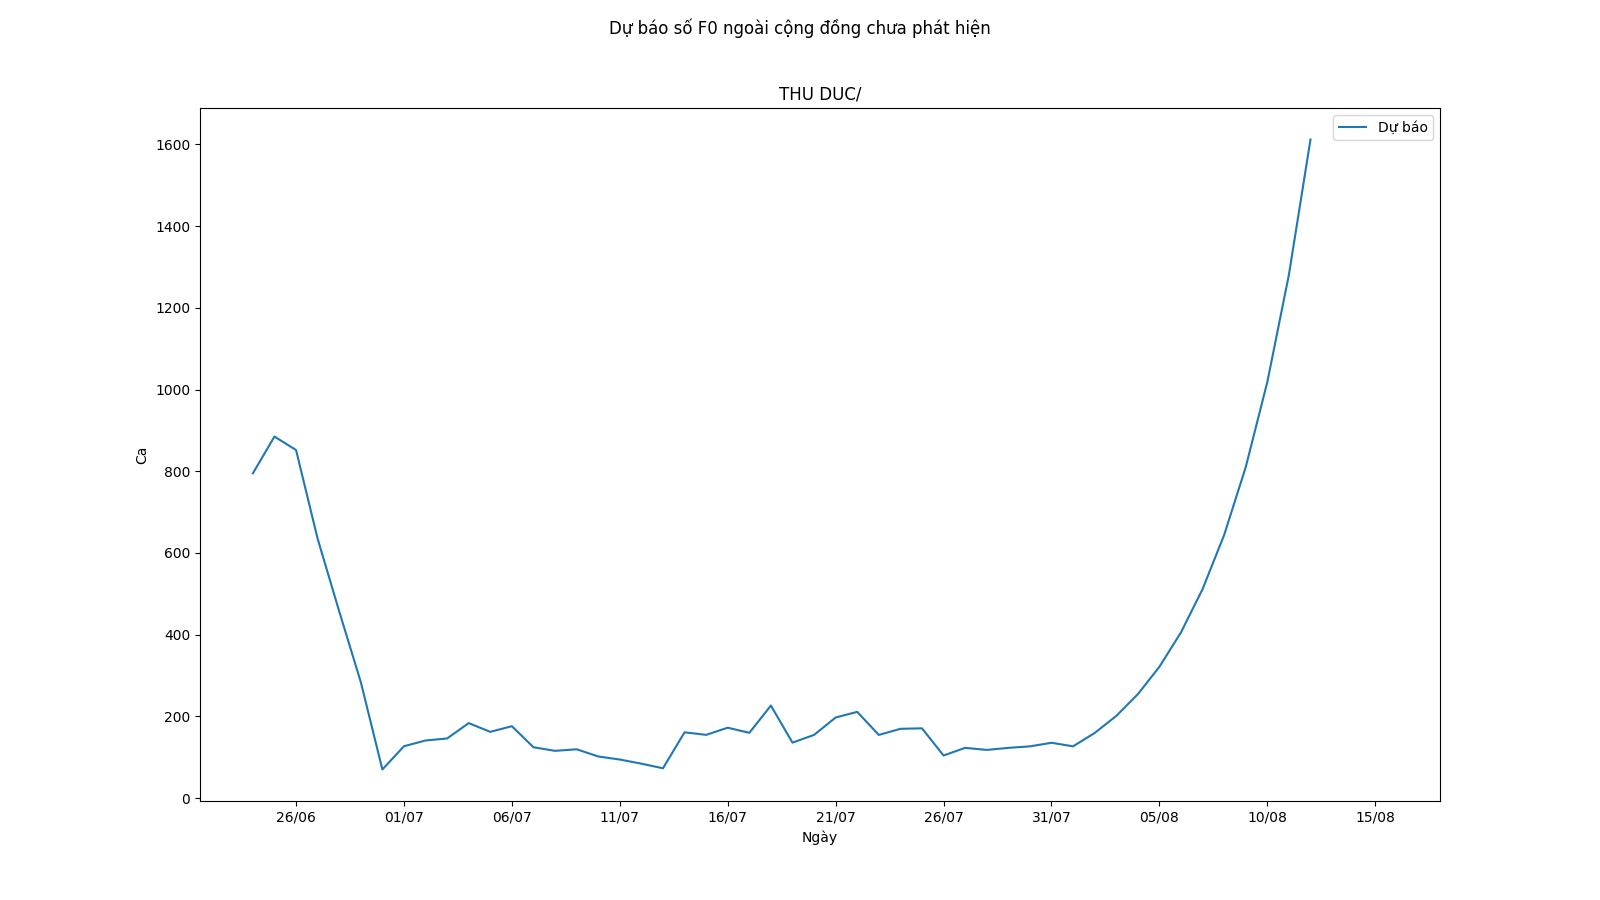 Dự báo số F0 ngoài cộng đồng chưa phát hiện
THU DUC/
Dự báo
1600
1400
1200
1000
800
600
400
200
0
Ca
26/06 01/07 06/07 11/07 16/07 21/07 26/07 31/07 05/08 10/08 15/08
Ngày